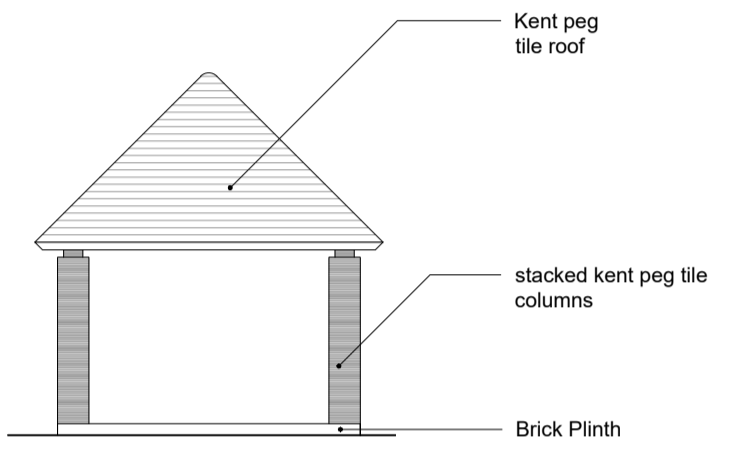 Kent peg
tile roof
stacked kent peg tile
columns
Brick Plinth